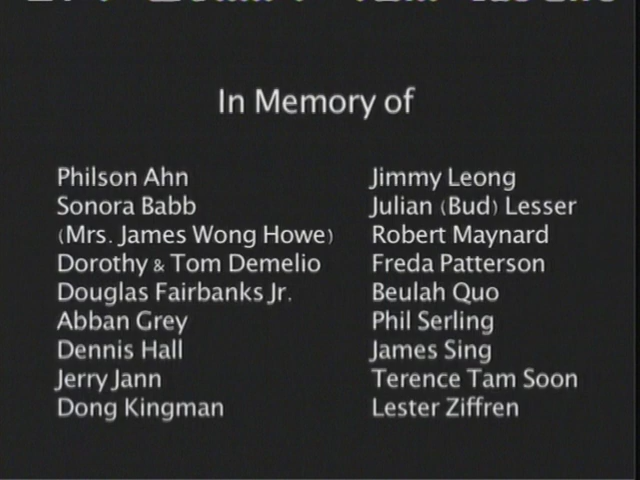 In Memory of
Philson Ahn
Sonora Babb
(Mrs. James Wong Howe)
Dorothy & Tom Demelio
Douglas Fairbanks Jr.
Abban Grey
Dennis Hall
Jerry Jann
Dong Kingman
Jimmy Leong
Julian (Bud) Lesser
Robert Maynard
Freda Patterson
Beulah Quo
Phil Serling
James Sing
Terence Tam Soon
Lester Ziffren